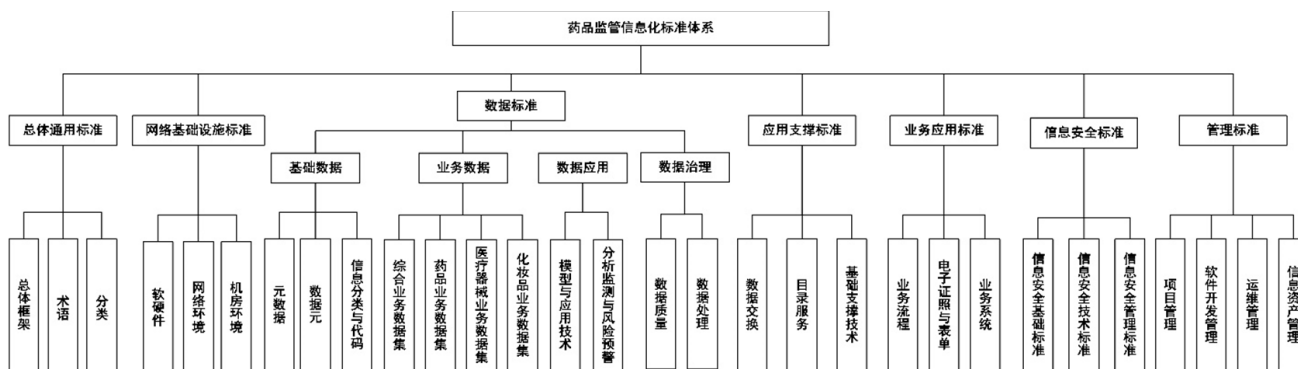 药品监管信息化标准体系
总体通用标准
网络基础设施标准
数据标准
应用支撑标准
业务应用标准
信息安全标准
管理标准
基础数据
业务数据
数据应用
数据治理
总体框架
术语
分类
软硬件
网络环境
机房环境
元数据
数据元
信息分类与代码
综合业务数据集
药品业务数据集
医疗器械业务数据集
化妆品业务数据集
模型与应用技术
分析监测与风险预警
数据质量
数据处理
数据交换
目录服务
基础支撑技术
业务流程
电子证照与表单
业务系统
信息安全基础标准
信息安全技术标准
信息安全管理标准
项目管理
软件开发管理
运维管理
信息资产管理